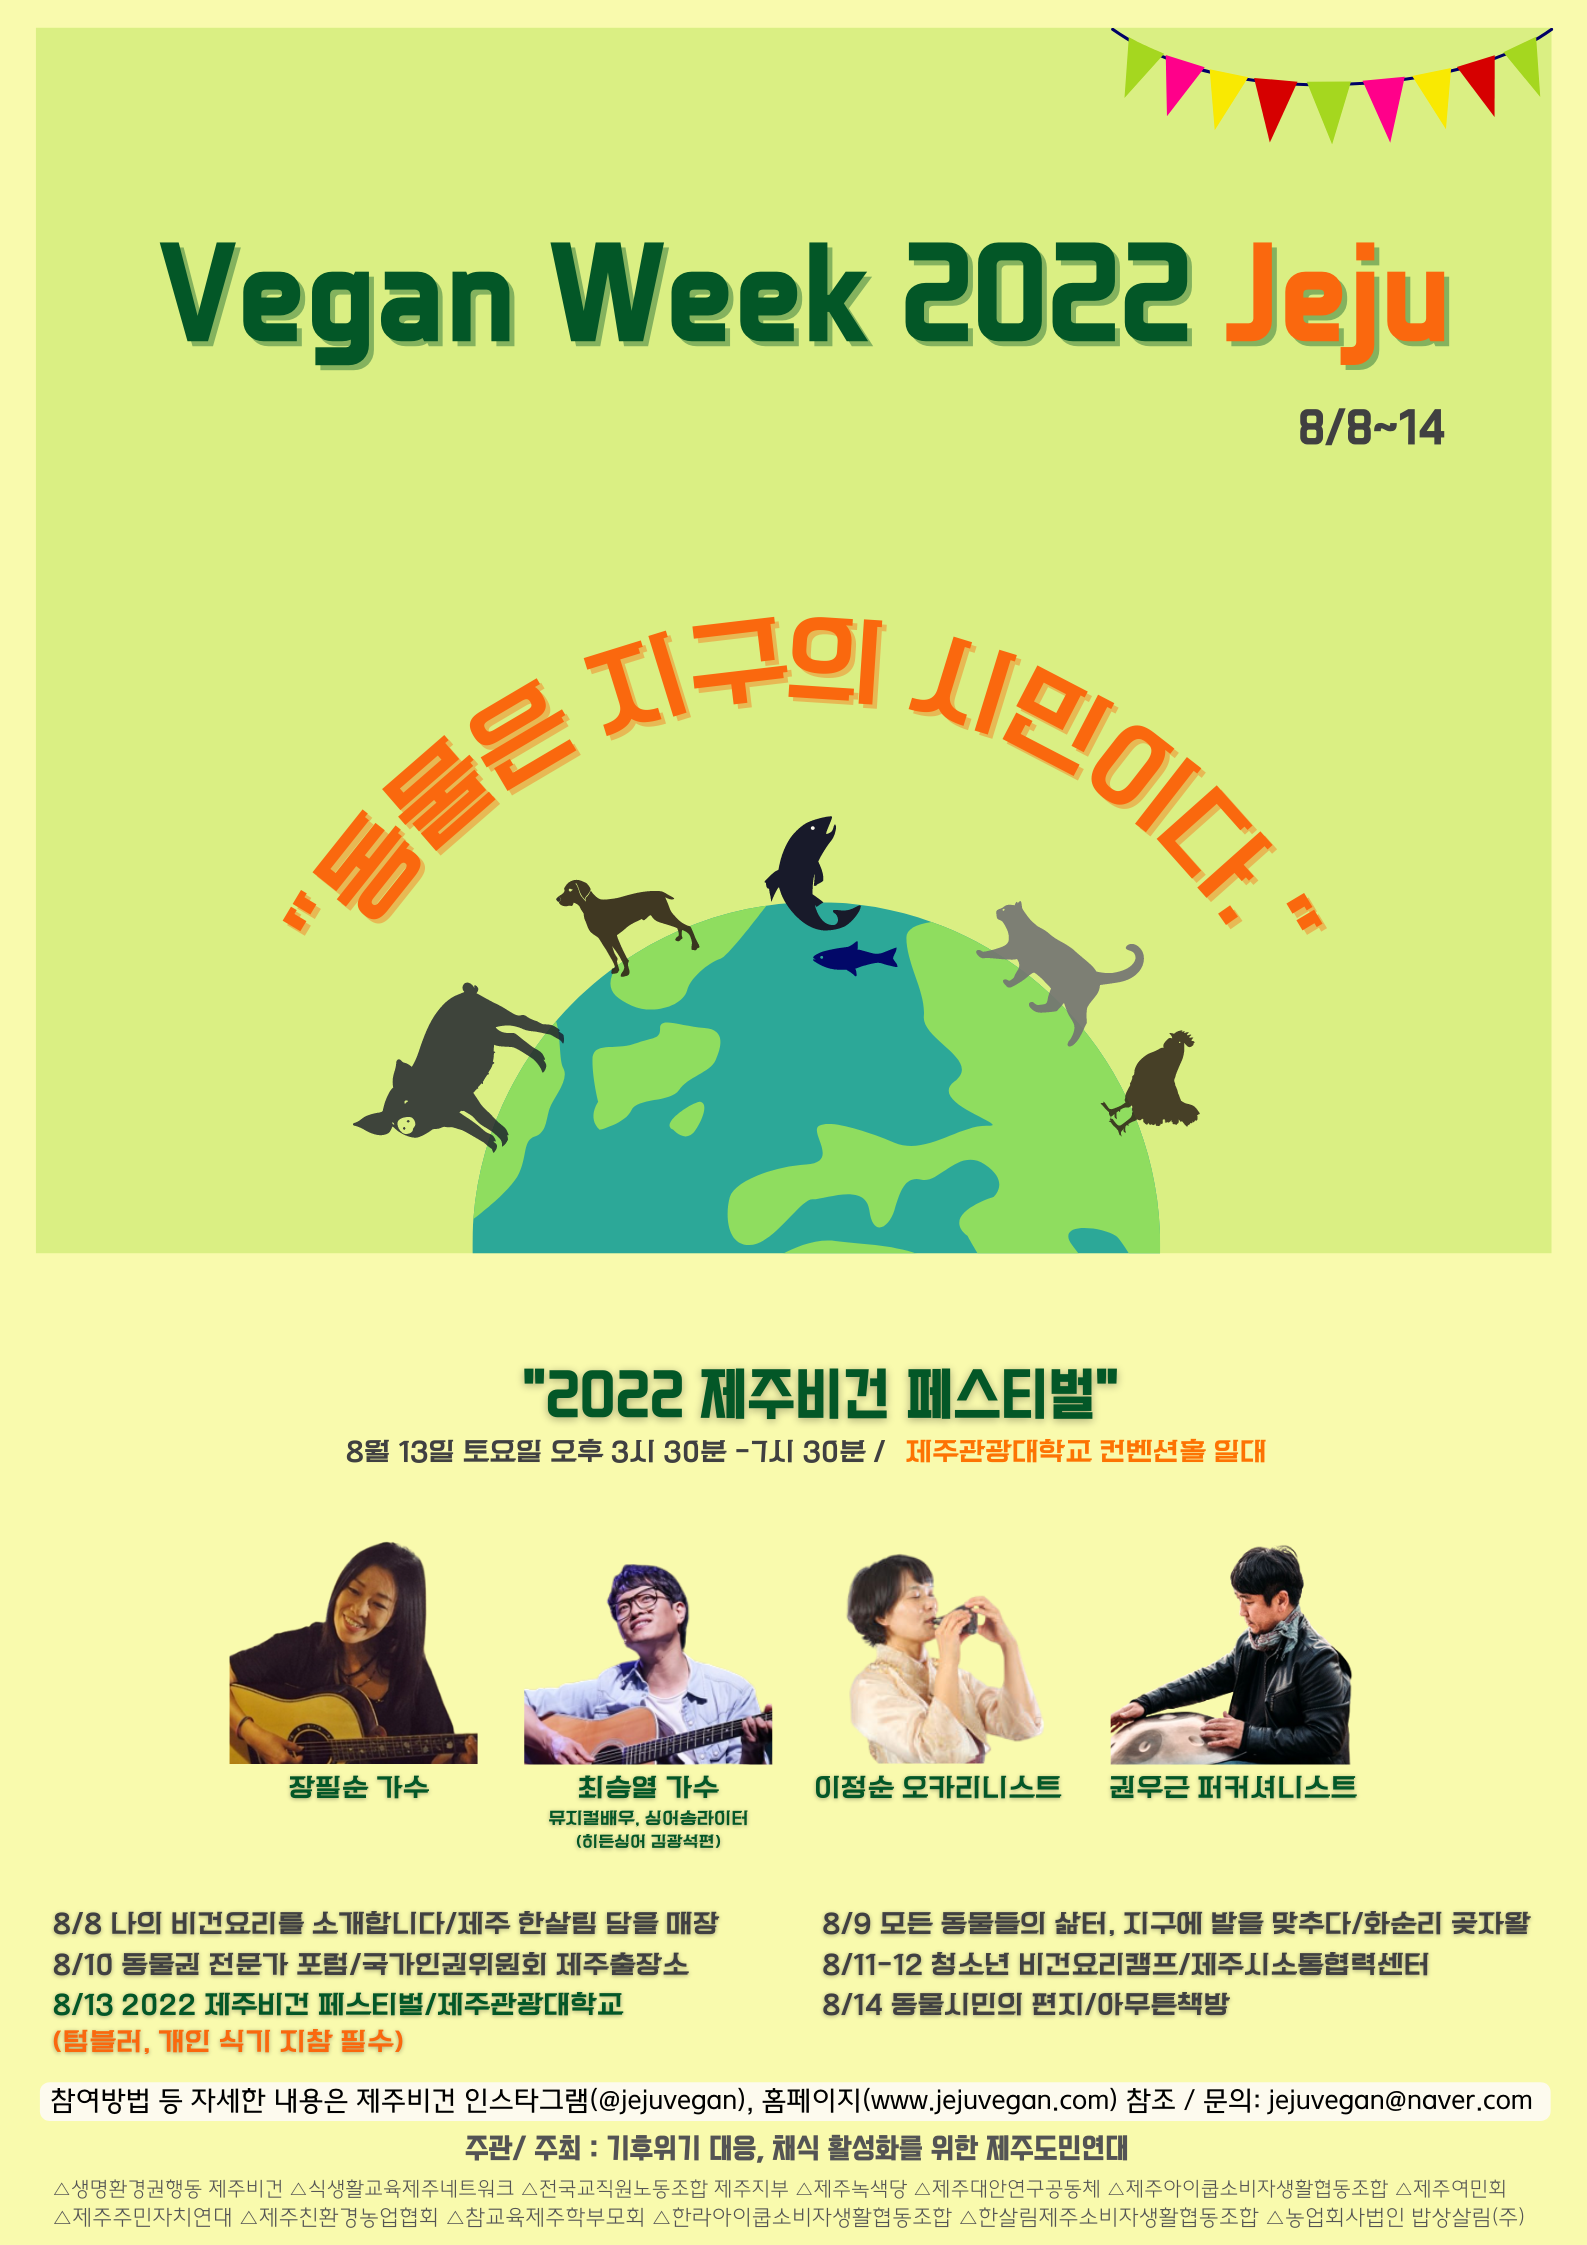 Vegan Week 2022 Jeju
8/8~14
"동물은 지구의 시민이다."
"2022 제주비건 페스티벌"
8월 13일 토요일 오후 3시 30분 -7시 30분 / 제주관광대학교 컨벤션홀 일대
장필순 가수
최승열 가수
뮤지컬배우, 싱어송라이터
(히든싱어 김광석편)
이정순 오카리니스트
권우근 퍼커셔니스트
8/8 나의 비건요리를 소개합니다/제주 한살림 담을 매장
8/9 모든 동물들의 삶터, 지구에 발을 맞추다/화순리 곶자왈
8/10 동물권 전문가 포럼/국가인권위원회 제주출장소
8/11-12 청소년 비건요리캠프/제주시소통협력센터
8/13 2022 제주비건 페스티벌/제주관광대학교
8/14 동물시민의 편지/아무튼책방
(텀블러, 개인 식기 지참 필수)
참여방법 등 자세한 내용은 제주비건 인스타그램(@jejuvegan), 홈페이지(www.jejuvegan.com) 참조 / 문의: jejuvegan@naver.com
주관/ 주최 : 기후위기 대응, 채식 활성화를 위한 제주도민연대
△생명환경권행동 제주비건 △식생활교육제주네트워크 △전국교직원노동조합 제주지부 △제주녹색당 △제주대안연구공동체 △제주아이쿱소비자생활협동조합 △제주여민회
△제주주민자치연대 △제주친환경농업협회 △참교육제주학부모회 △한라아이쿱소비자생활협동조합 △한살림제주소비자생활협동조합 △농업회사법인 밥상살림(주)